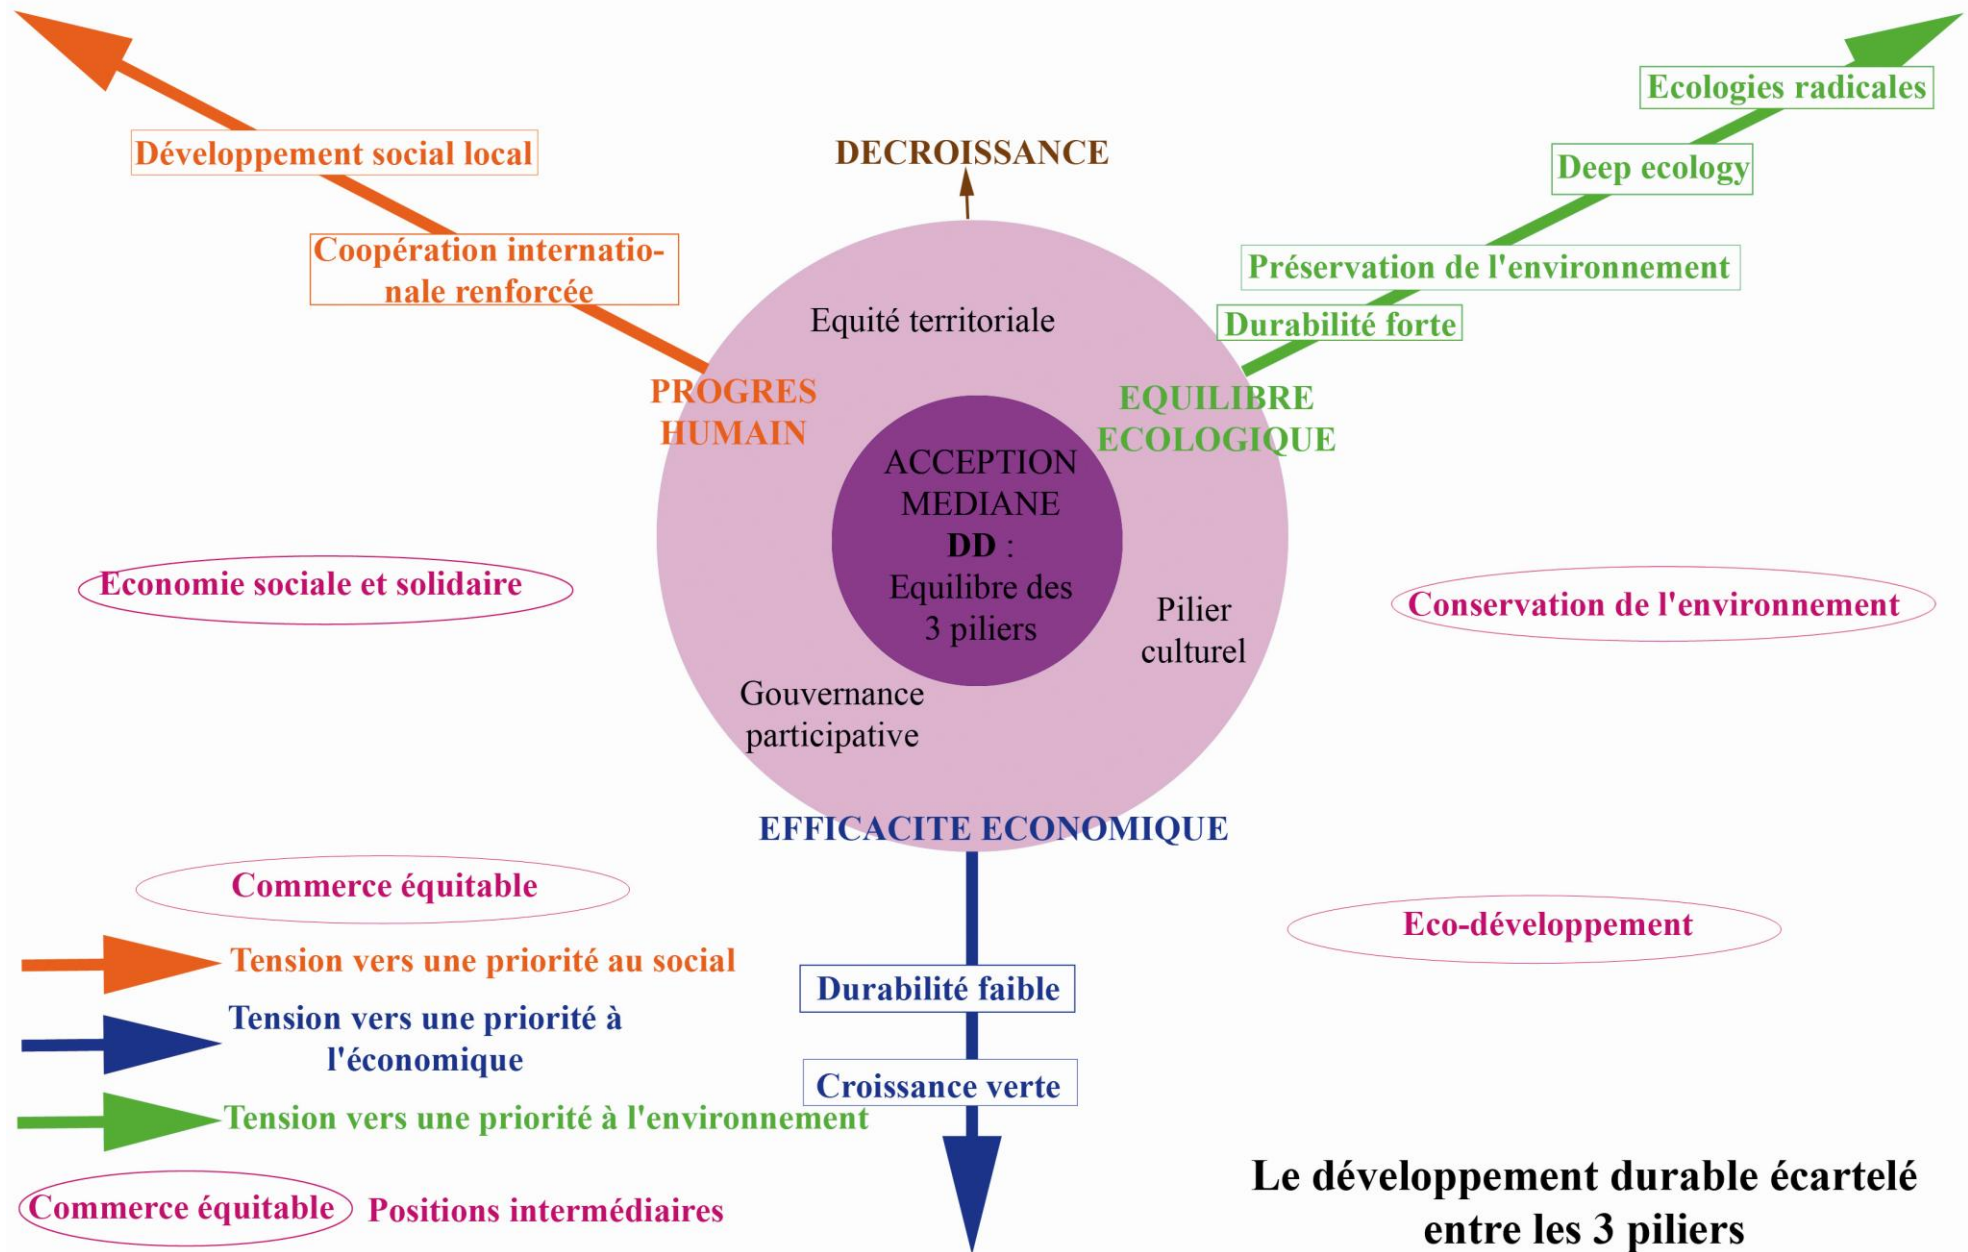 Ecologies radicales
Développement social local
DECROISSANCE
Deep ecology
Coopération internatio-
nale renforcée
Préservation de l'environnement
Durabilité forte
Equité territoriale
PROGRES
HUMAIN
EQUILIBRE
ECOLOGIQUE
ACCEPTION
MEDIANE
DD :
Equilibre des
3 piliers
Economie sociale et solidaire
Conservation de l'environnement
Pilier
culturel
Gouvernance
participative
EFFICACITE ECONOMIQUE
Commerce équitable
Eco-développement
Tension vers une priorité au social
Durabilité faible
Tension vers une priorité à
l'économique
Croissance verte
Tension vers une priorité à l'environnement
Commerce équitable
Positions intermédiaires
Le développement durable écartelé
entre les 3 piliers